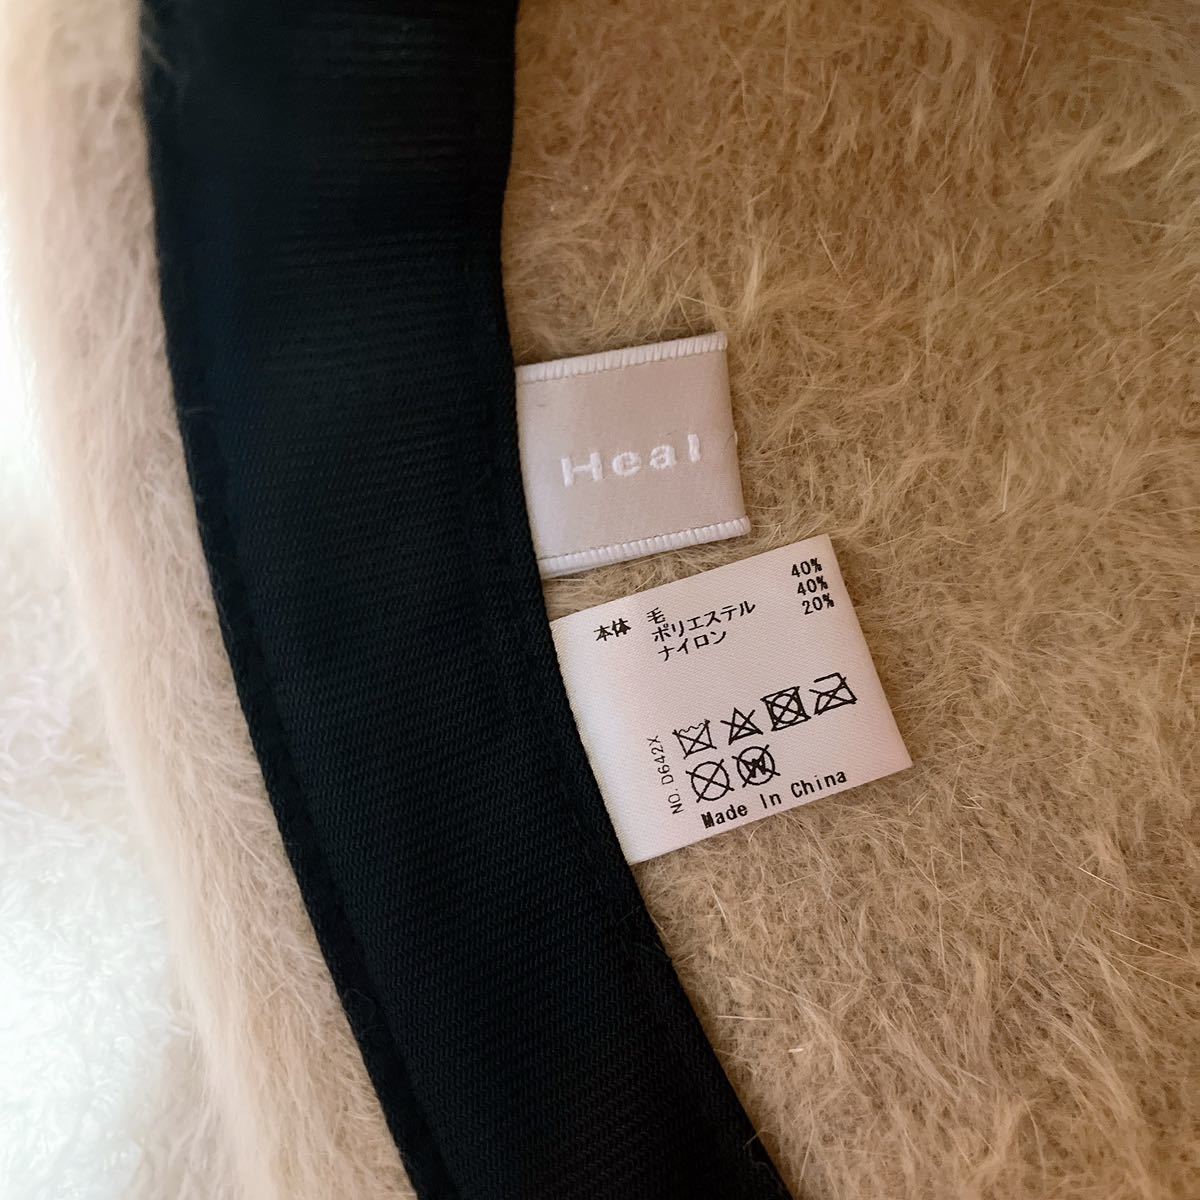 Heal
本体 毛 40%
ポリエステル 40%
ナイロン 20%
NO. D642X
W
Made In China